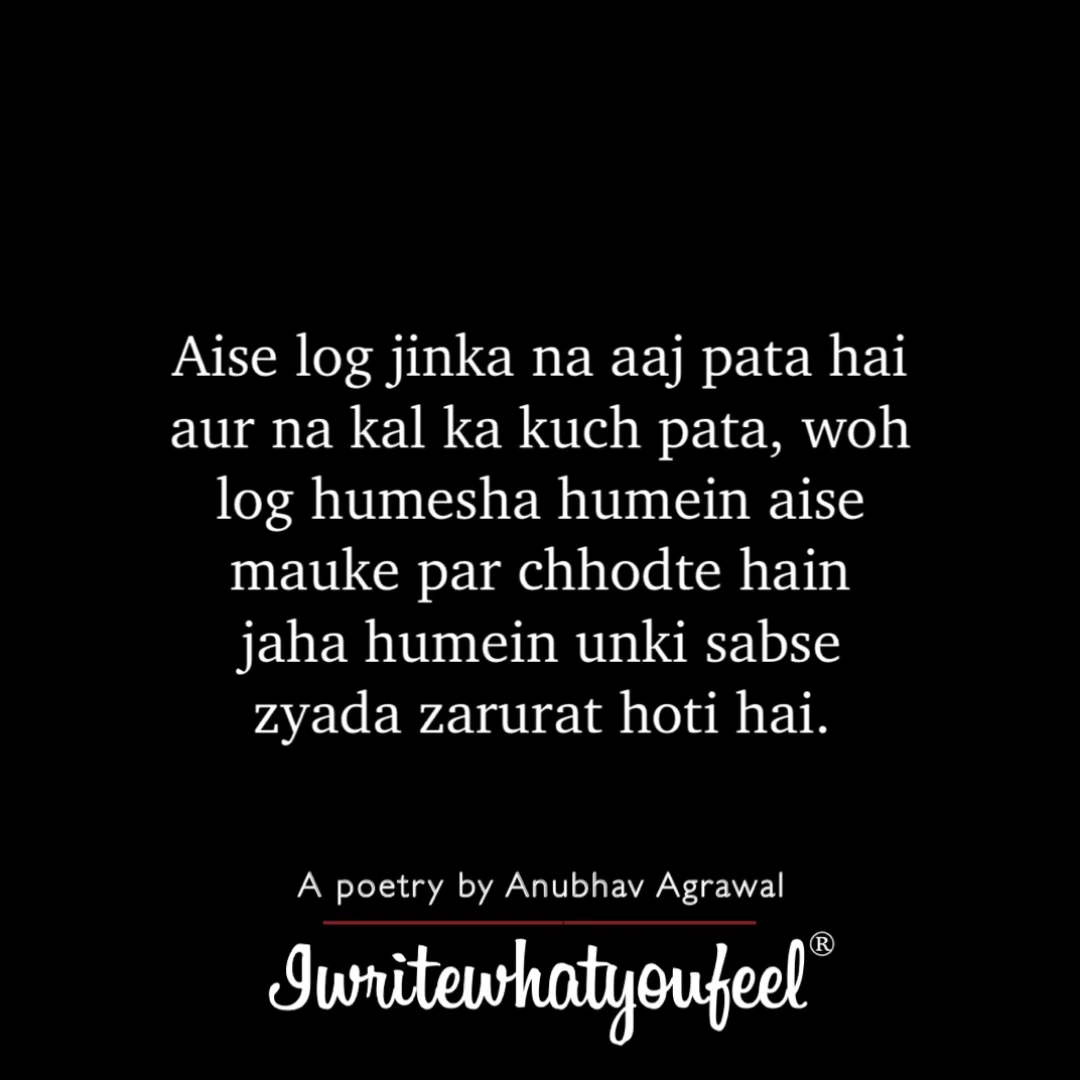 Aise log jinka na aaj pata hai
aur na kal ka kuch pata, woh
log humesha humein aise
mauke par chhodte hain
jaha humein unki sabse
zyada zarurat hoti hai.
A poetry by Anubhav Agrawal
Iwritewhatyoufeel®